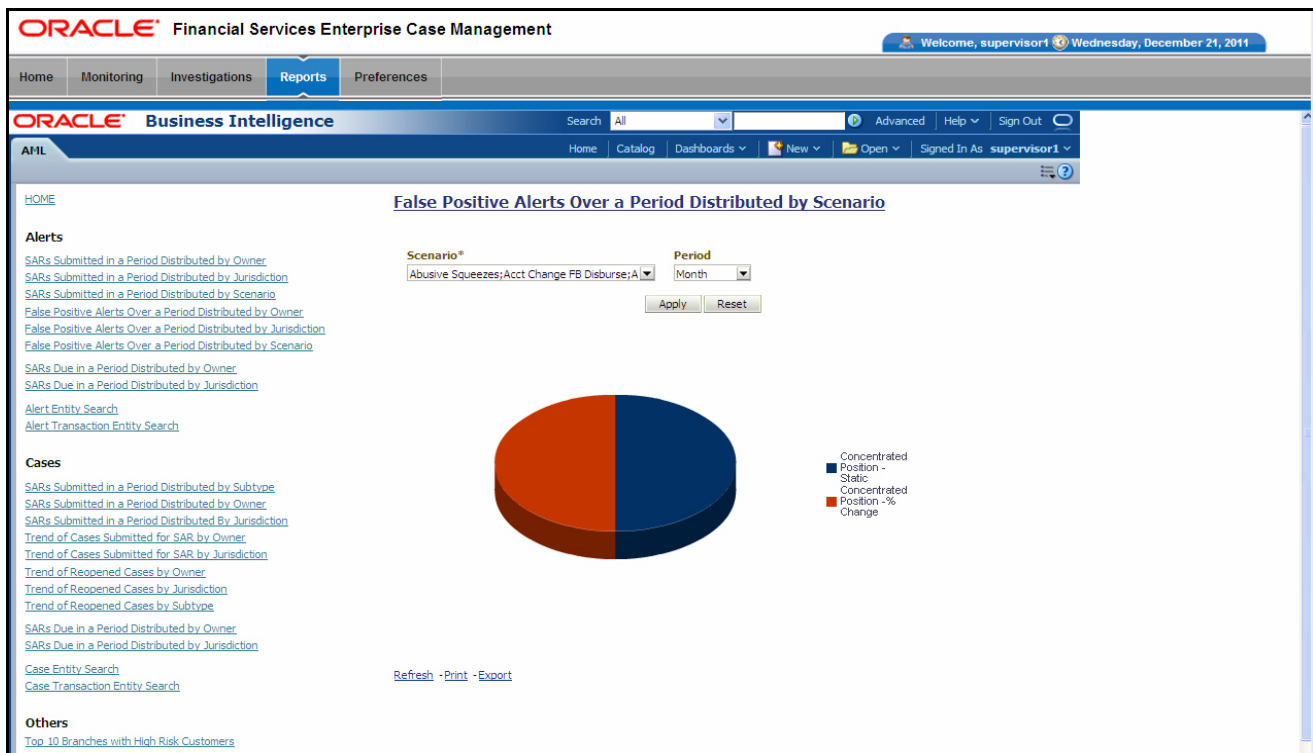 ORACLE® Financial Services Enterprise Case Management
Welcome, supervisor1 Wednesday, December 21, 2011
Home Monitoring Investigations Reports Preferences
ORACLE® Business Intelligence
Search All Advanced Help Sign Out
AML
Home Catalog Dashboards New Open Signed In As supervisor1
?
HOME
False Positive Alerts Over a Period Distributed by Scenario
Alerts
SARs Submitted in a Period Distributed by Owner
SARs Submitted in a Period Distributed by Jurisdiction
SARs Submitted in a Period Distributed by Scenario
False Positive Alerts Over a Period Distributed by Owner
False Positive Alerts Over a Period Distributed by Jurisdiction
False Positive Alerts Over a Period Distributed by Scenario
SARs Due in a Period Distributed by Owner
SARs Due in a Period Distributed by Jurisdiction
Alert Entity Search
Alert Transaction Entity Search
Scenario* Period
Abusive Squeezes;Acct Change FB Disburse;A Month
Apply Reset
Concentrated
Position -
Static
Concentrated
Position -%
Change
Cases
SARs Submitted in a Period Distributed by Subtype
SARs Submitted in a Period Distributed by Owner
SARs Submitted in a Period Distributed By Jurisdiction
Trend of Cases Submitted for SAR by Owner
Trend of Cases Submitted for SAR by Jurisdiction
Trend of Reopened Cases by Owner
Trend of Reopened Cases by Jurisdiction
Trend of Reopened Cases by Subtype
SARs Due in a Period Distributed by Owner
SARs Due in a Period Distributed by Jurisdiction
Case Entity Search
Case Transaction Entity Search
Refresh -Print -Export
Others
Top 10 Branches with High Risk Customers